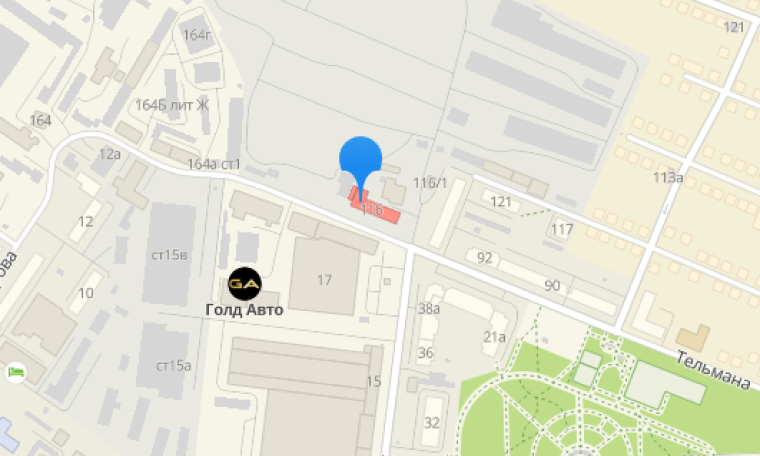 121
164г
164Б лит Ж
164
12а
164а ст1
116/1
113а
116
121
117
12
ст15в
92
17
90
GA
10
Голд Авто
38а
21а
36
Тельмана
ст15а
15
32
ова